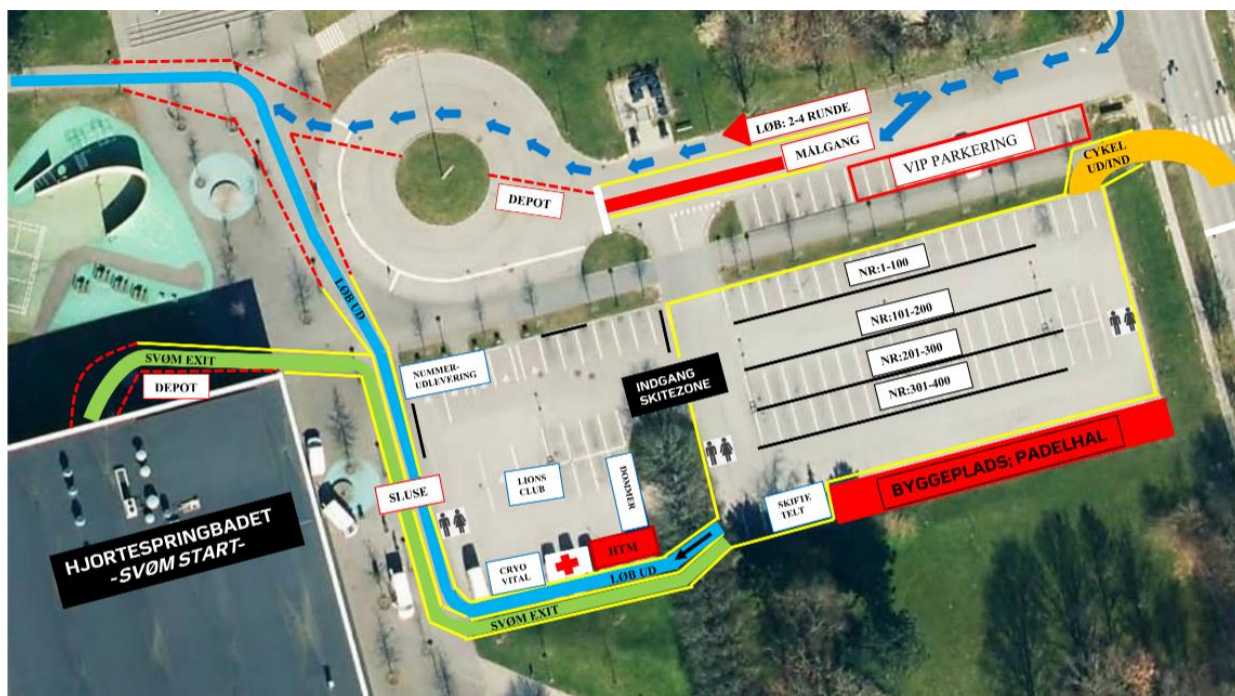 LØB: 2-4 RUNDE
MÅLGANG
VIP PARKERING
CYKEL
UD/IND
DEPOT
LØB UD
NR:1-100
NR:101-200
NR:201-300
NR:301-400
SVØM EXIT
DEPOT
NUMMER-
UDLEVERING
INDGANG
SKITEZONE
BYGGEPLADS; PADELHAL
SLUSE
LIONS
CLUB
DOMMER
SKIFTE
TELT
HJORTESPRINGBADET
-SVØM START-
CRYO
VITAL
DTM
LØB UD
SVØM EXIT